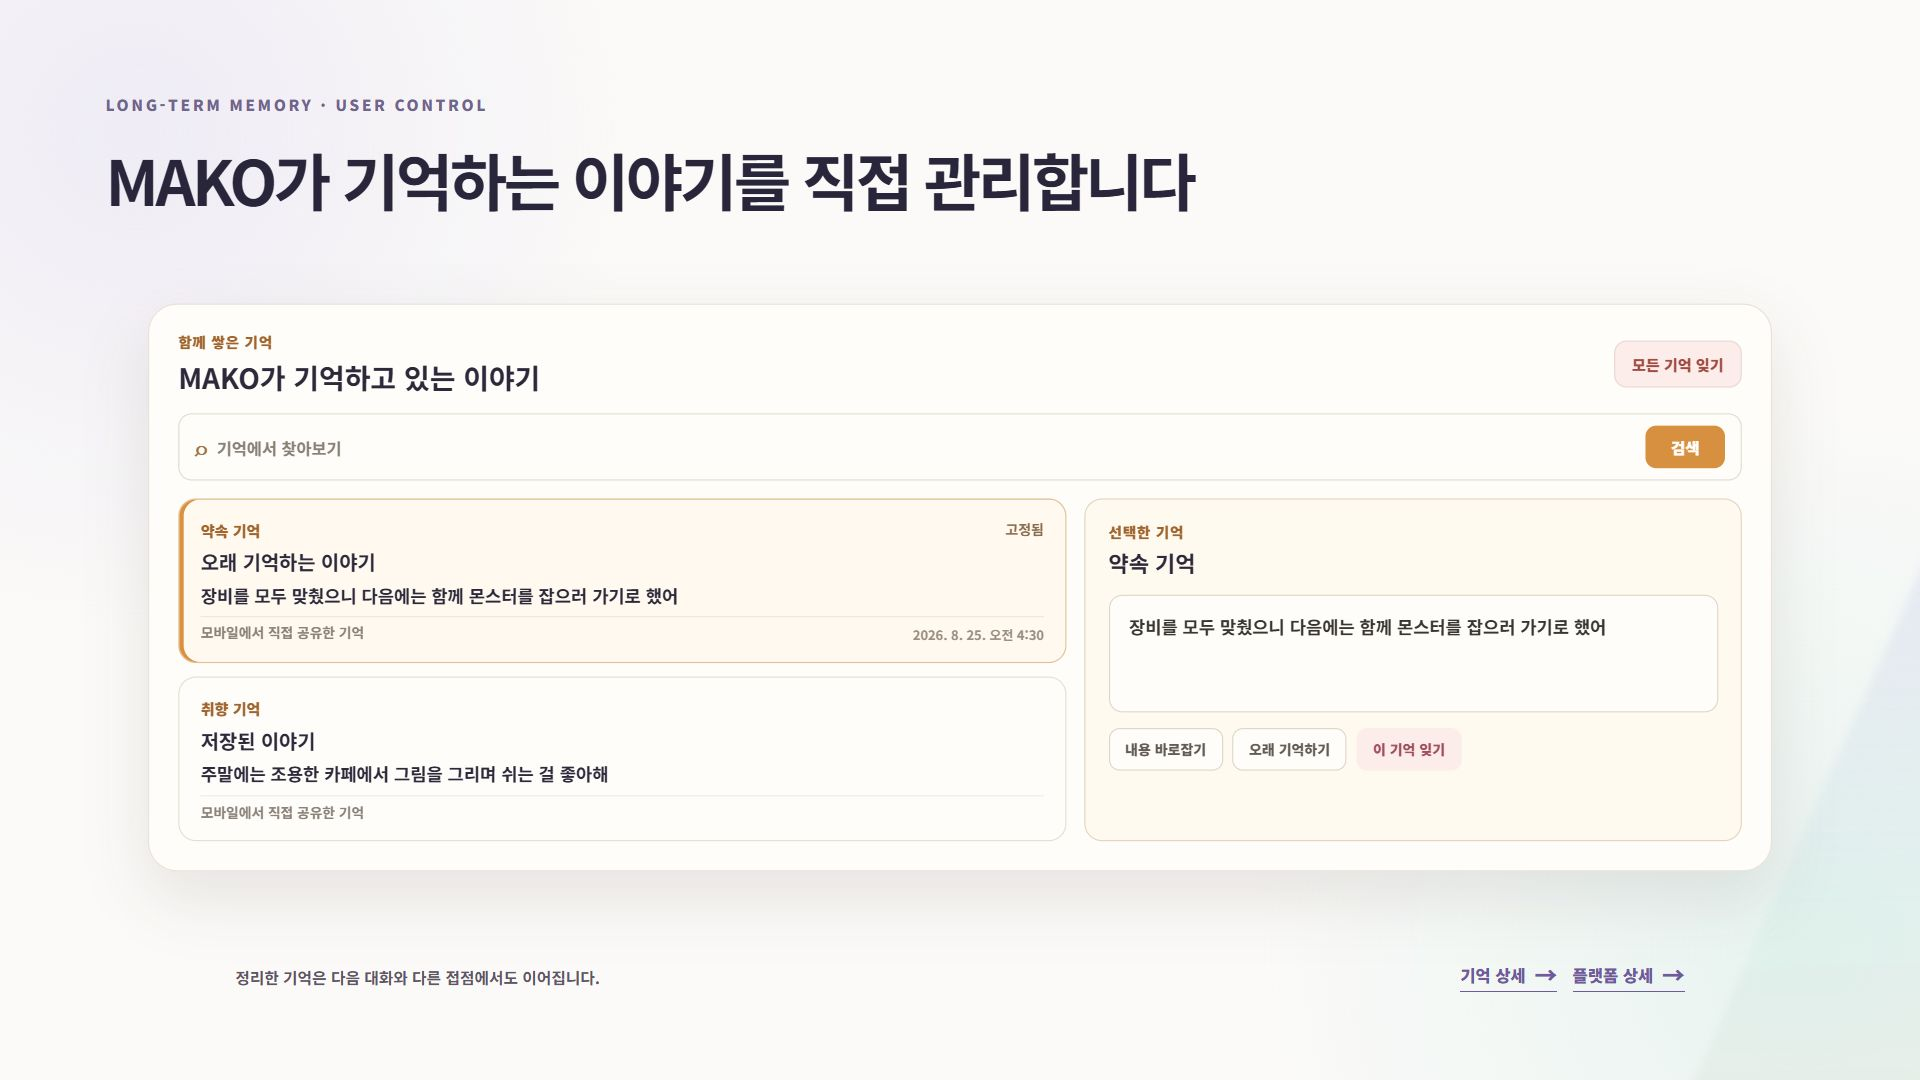 LONG-TERM MEMORY · USER CONTROL
MAKO가 기억하는 이야기를 직접 관리합니다
함께 쌓은 기억
MAKO가 기억하고 있는 이야기
모든 기억 잊기
기억에서 찾아보기
검색
약속 기억
고정됨
오래 기억하는 이야기
장비를 모두 맞췄으니 다음에는 함께 몬스터를 잡으러 가기로 했어
모바일에서 직접 공유한 기억
2026. 8. 25. 오전 4:30
취향 기억
저장된 이야기
주말에는 조용한 카페에서 그림을 그리며 쉬는 걸 좋아해
모바일에서 직접 공유한 기억
선택한 기억
약속 기억
장비를 모두 맞췄으니 다음에는 함께 몬스터를 잡으러 가기로 했어
내용 바로잡기
오래 기억하기
이 기억 잊기
정리한 기억은 다음 대화와 다른 접점에서도 이어집니다.
기억 상세 →
플랫폼 상세 →